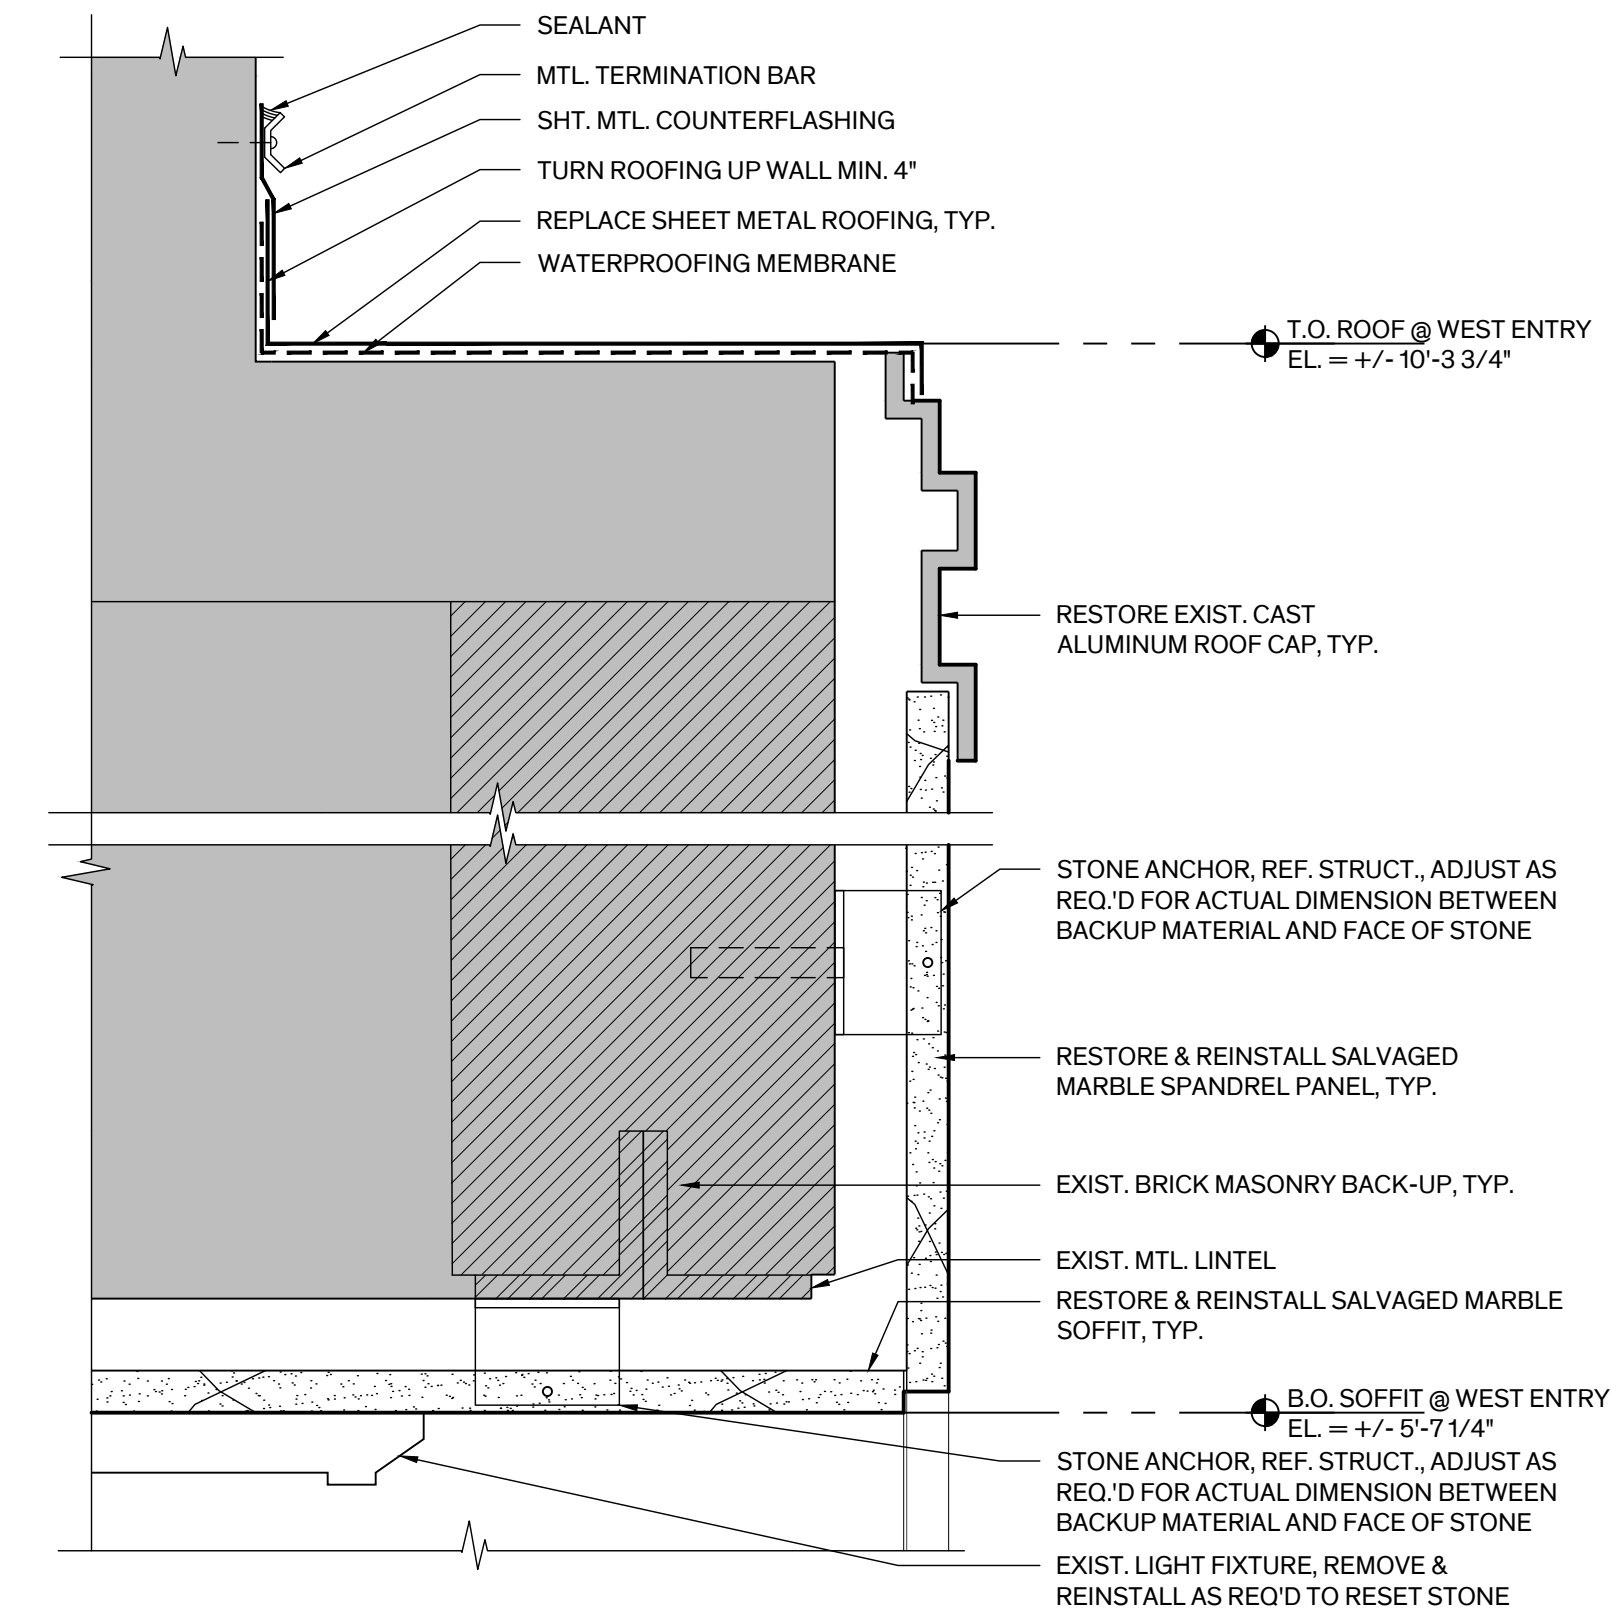 SEALANT
MTL. TERMINATION BAR
SHT. MTL. COUNTERFLASHING
TURN ROOFING UP WALL MIN. 4"
REPLACE SHEET METAL ROOFING, TYP.
WATERPROOFING MEMBRANE
T.O. ROOF @ WEST ENTRY
EL. = +/- 10'-3 3/4"
RESTORE EXIST. CAST
ALUMINUM ROOF CAP, TYP.
STONE ANCHOR, REF. STRUCT., ADJUST AS
REQ.'D FOR ACTUAL DIMENSION BETWEEN
BACKUP MATERIAL AND FACE OF STONE
RESTORE & REINSTALL SALVAGED
MARBLE SPANDREL PANEL, TYP.
EXIST. BRICK MASONRY BACK-UP, TYP.
EXIST. MTL. LINTEL
RESTORE & REINSTALL SALVAGED MARBLE
SOFFIT, TYP.
B.O. SOFFIT @ WEST ENTRY
EL. = +/- 5'-7 1/4"
STONE ANCHOR, REF. STRUCT., ADJUST AS
REQ.'D FOR ACTUAL DIMENSION BETWEEN
BACKUP MATERIAL AND FACE OF STONE
EXIST. LIGHT FIXTURE, REMOVE &
REINSTALL AS REQ'D TO RESET STONE